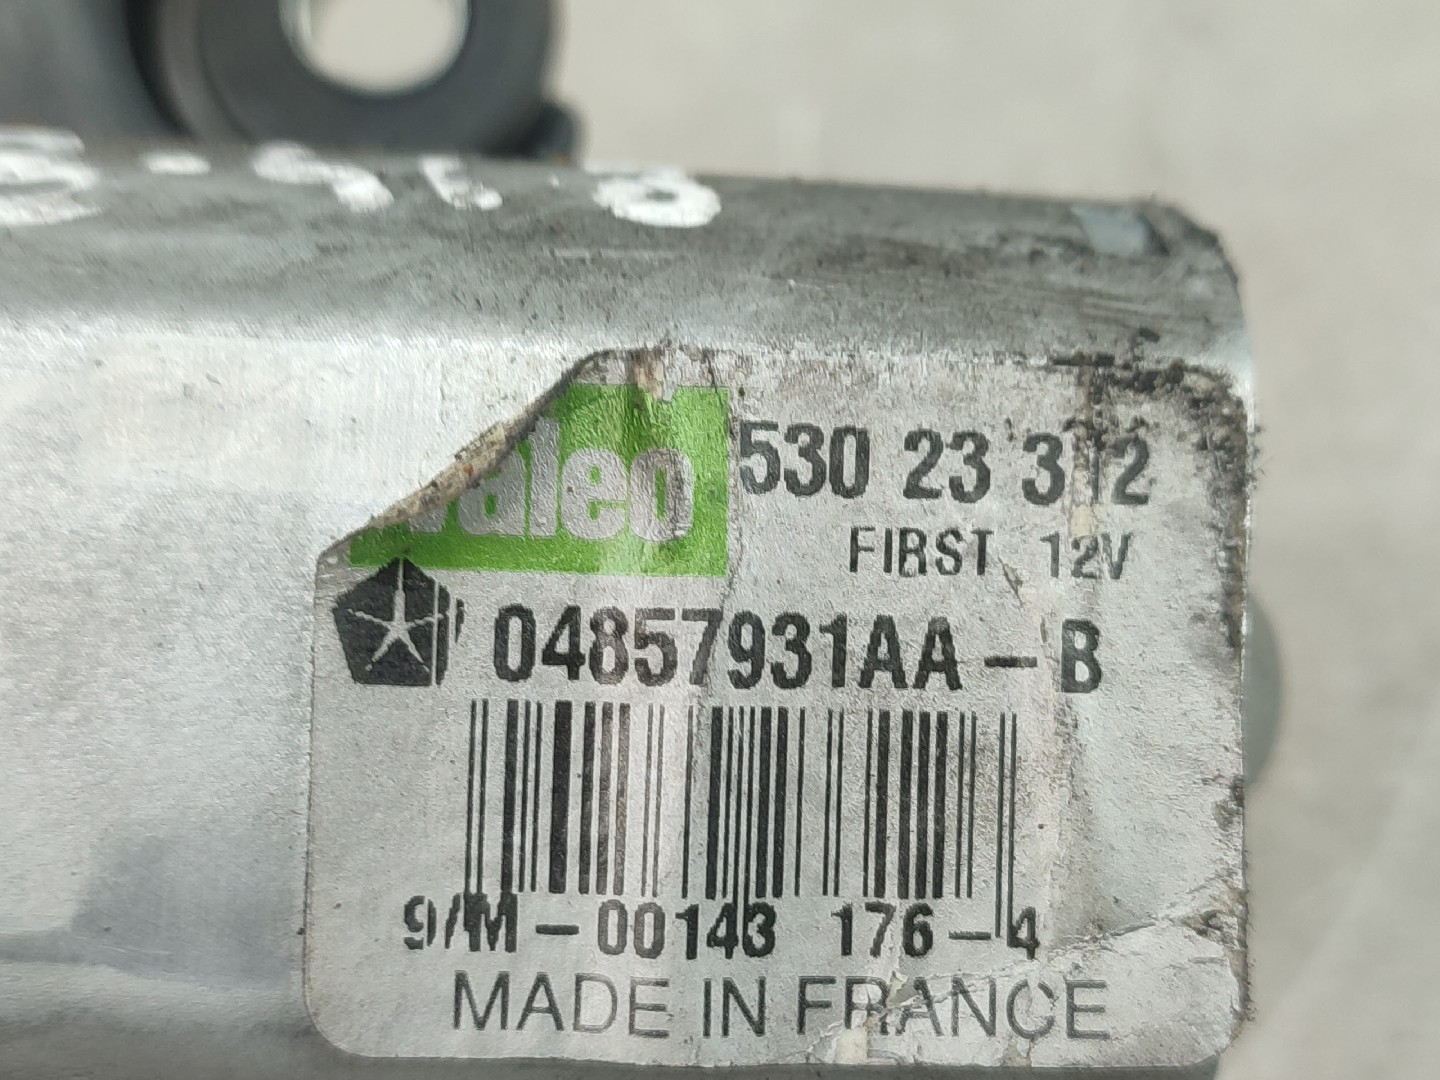 valeo 530 23 312
FIRST 12V
04857931AA-B
9/M-00143 176-4
MADE IN FRANCE